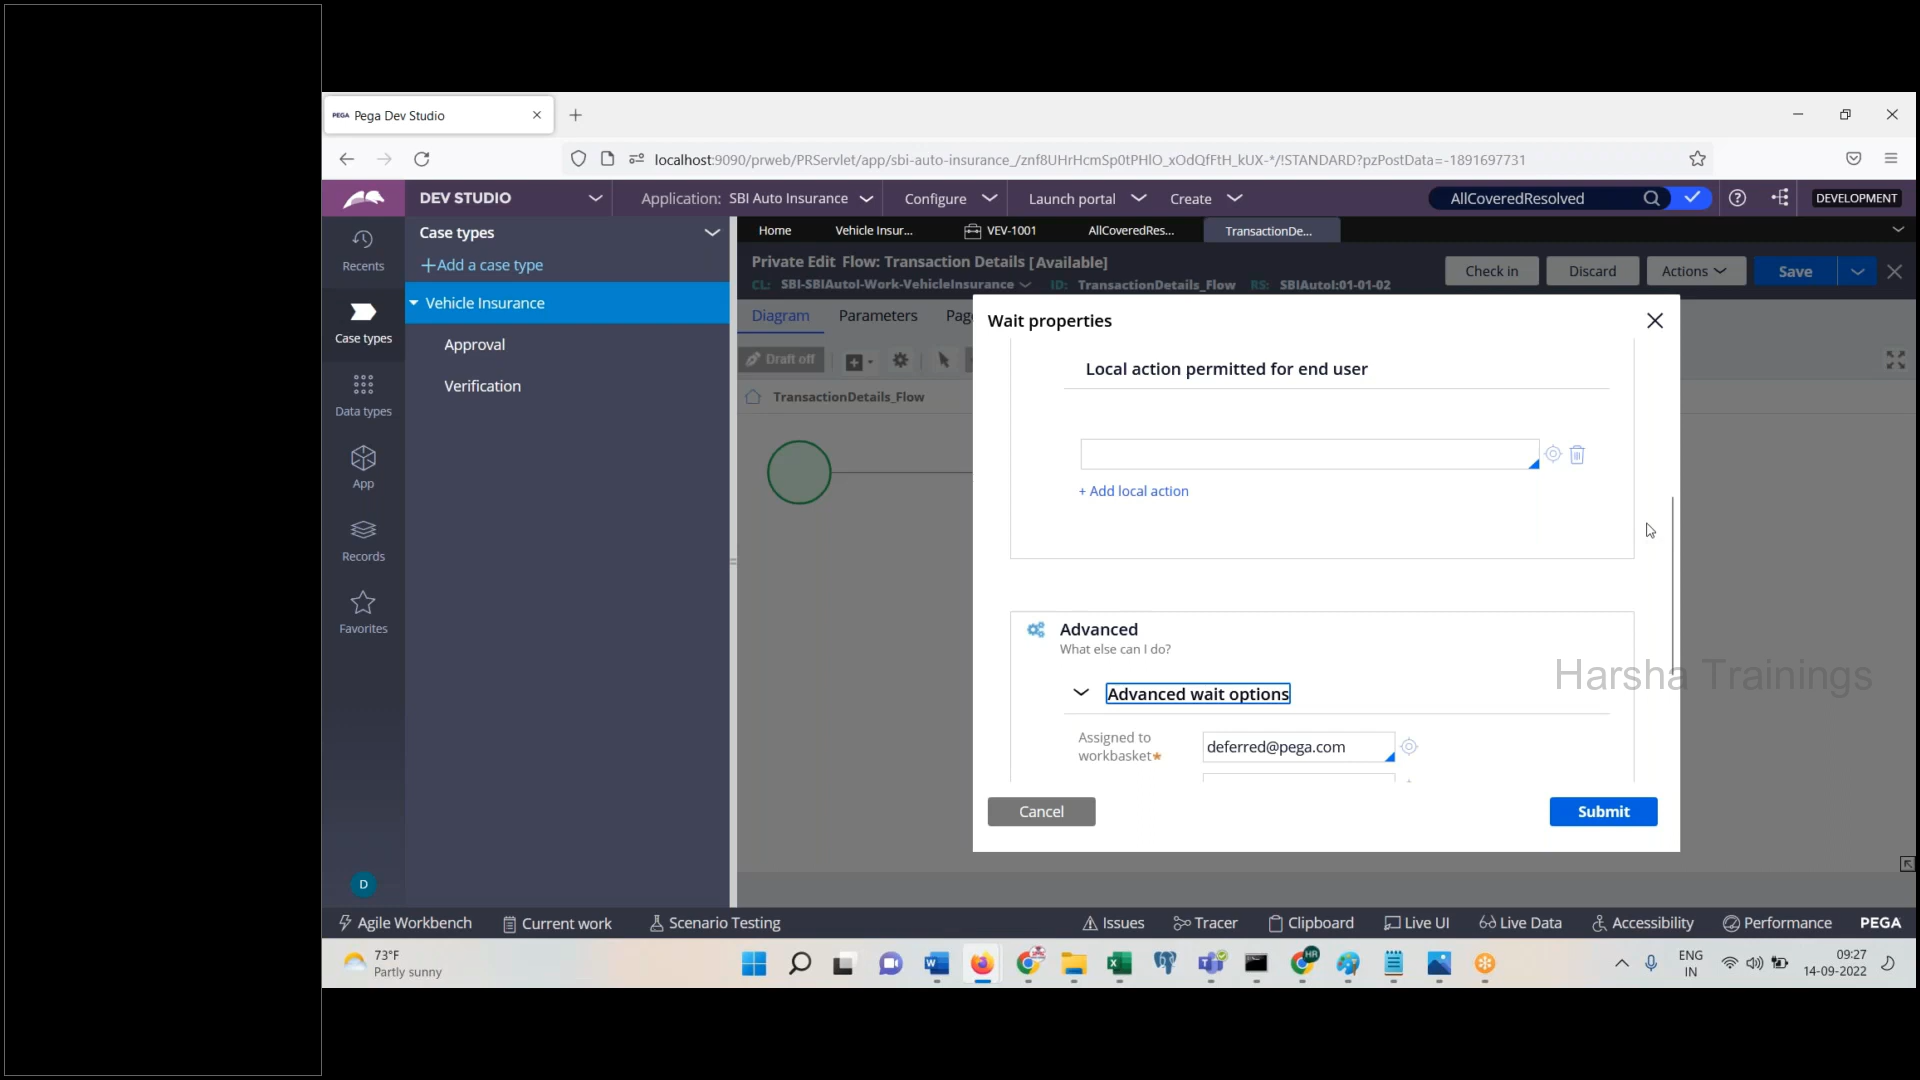 PEGA Pega Dev Studio
localhost:9090/prweb/PRServlet/app/sbi-auto-insurance_/znf8UHrHcmSp0tPHlO_xOdQfFtH_kUX-*/!STANDARD?pzPostData=-1891697731
DEV STUDIO
Application: SBI Auto Insurance
Configure
Launch portal
Create
AllCoveredResolved
DEVELOPMENT
Recents
Case types
Data types
App
Records
Favorites
D
Case types
+Add a case type
Vehicle Insurance
Approval
Verification
Home
Vehicle Insur...
VEV-1001
AllCoveredRes...
TransactionDe...
Private Edit Flow: Transaction Details [Available]
CL: SBI-SBIAutoI-Work-VehicleInsurance ID: TransactionDetails_Flow RS: SBIAutoI:01-01-02
Check in
Discard
Actions
Save
Diagram
Parameters
Pag
Draft off
TransactionDetails_Flow
Wait properties
Local action permitted for end user
+ Add local action
Advanced
What else can I do?
Advanced wait options
Assigned to
workbasket*
deferred@pega.com
Cancel
Submit
Harsha Trainings
Agile Workbench
Current work
Scenario Testing
Issues
Tracer
Clipboard
Live UI
Live Data
Accessibility
Performance
PEGA
73°F
Partly sunny
HR
ENG
IN
09:27
14-09-2022